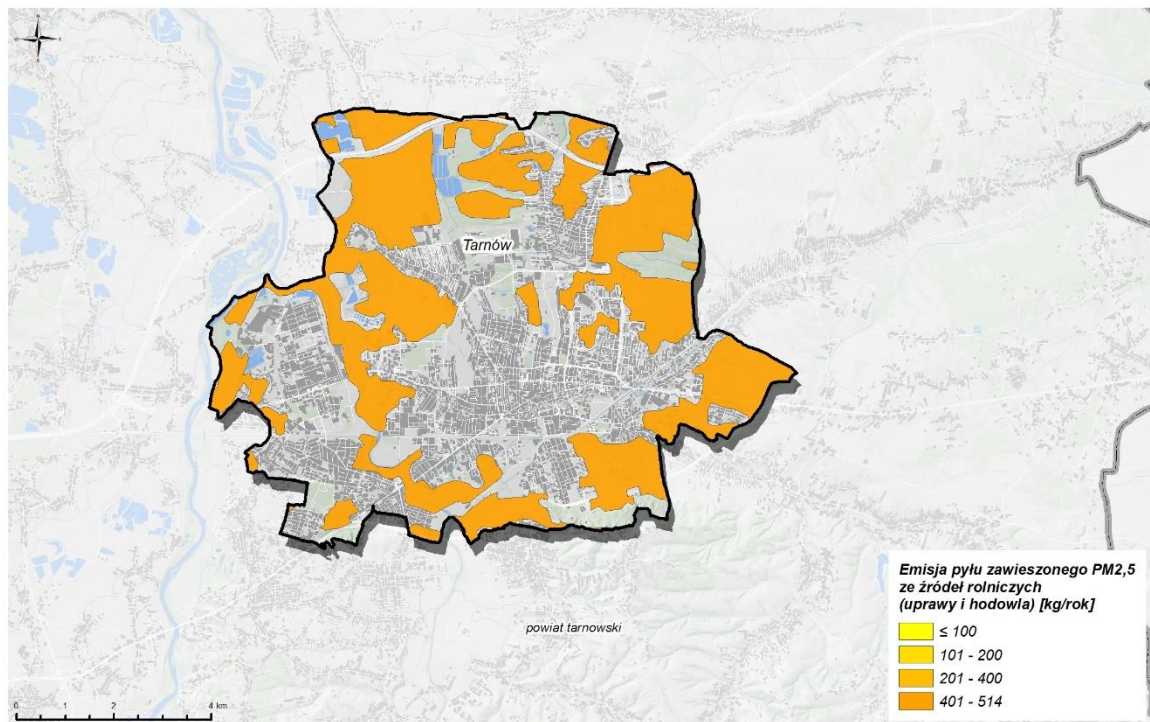 N
W
E
S
Tarnów
powiat tarnowski
Emisja pyłu zawieszonego PM2,5
ze źródeł rolniczych
(uprawy i hodowla) [kg/rok]
≤ 100
101 - 200
201 - 400
401 - 514
0 1 2 4 km